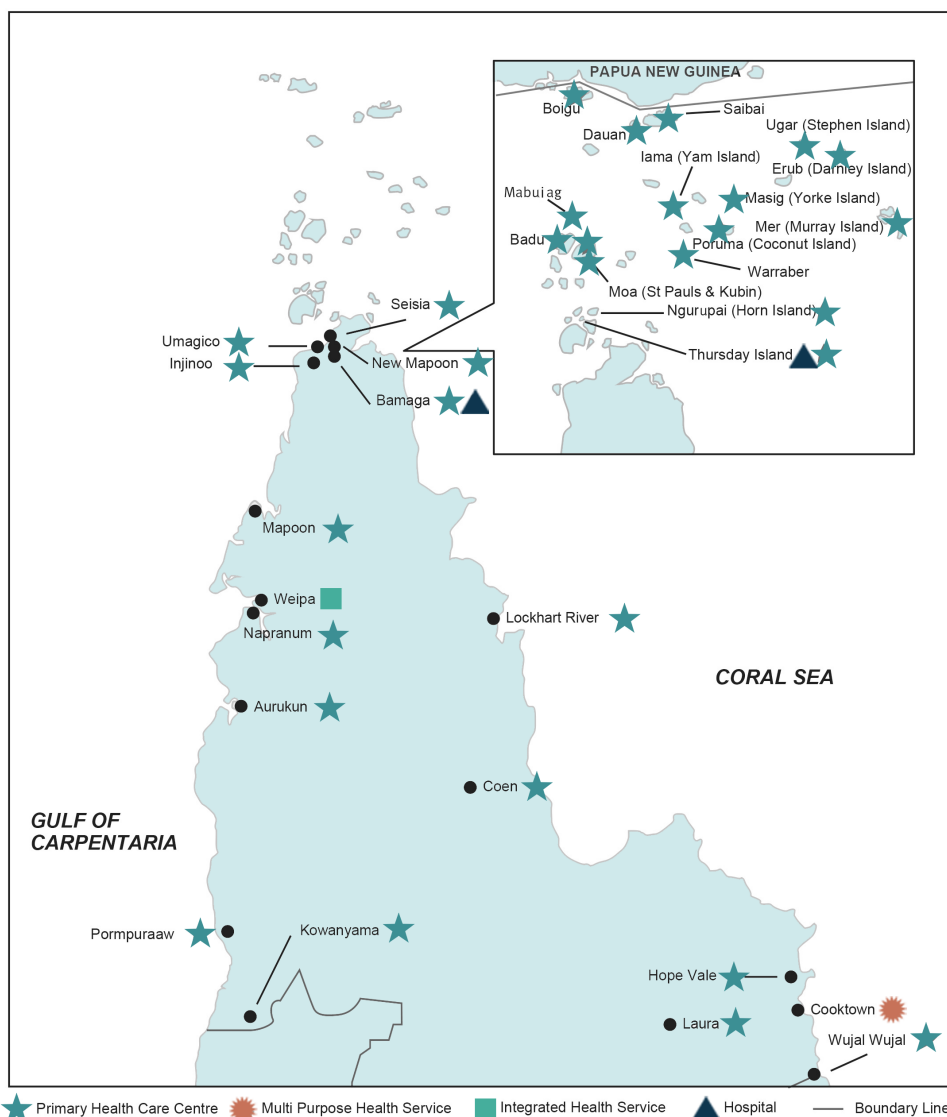 PAPUA NEW GUINEA
Boigu
Saibai
Dauan
Ugar (Stephen Island)
Iama (Yam Island)
Erub (Darnley Island)
Mabuiag
Masig (Yorke Island)
Mer (Murray Island)
Badu
Poruma (Coconut Island)
Warraber
Moa (St Pauls & Kubin)
Ngurupai (Horn Island)
Thursday Island
Seisia
Umagico
Injinoo
New Mapoon
Bamaga
Mapoon
Weipa
Napranum
Lockhart River
CORAL SEA
Aurukun
Coen
GULF OF
CARPENTARIA
Pormpuraaw
Kowanyama
Hope Vale
Cooktown
Laura
Wujal Wujal
Primary Health Care Centre
Multi Purpose Health Service
Integrated Health Service
Hospital
Boundary Line